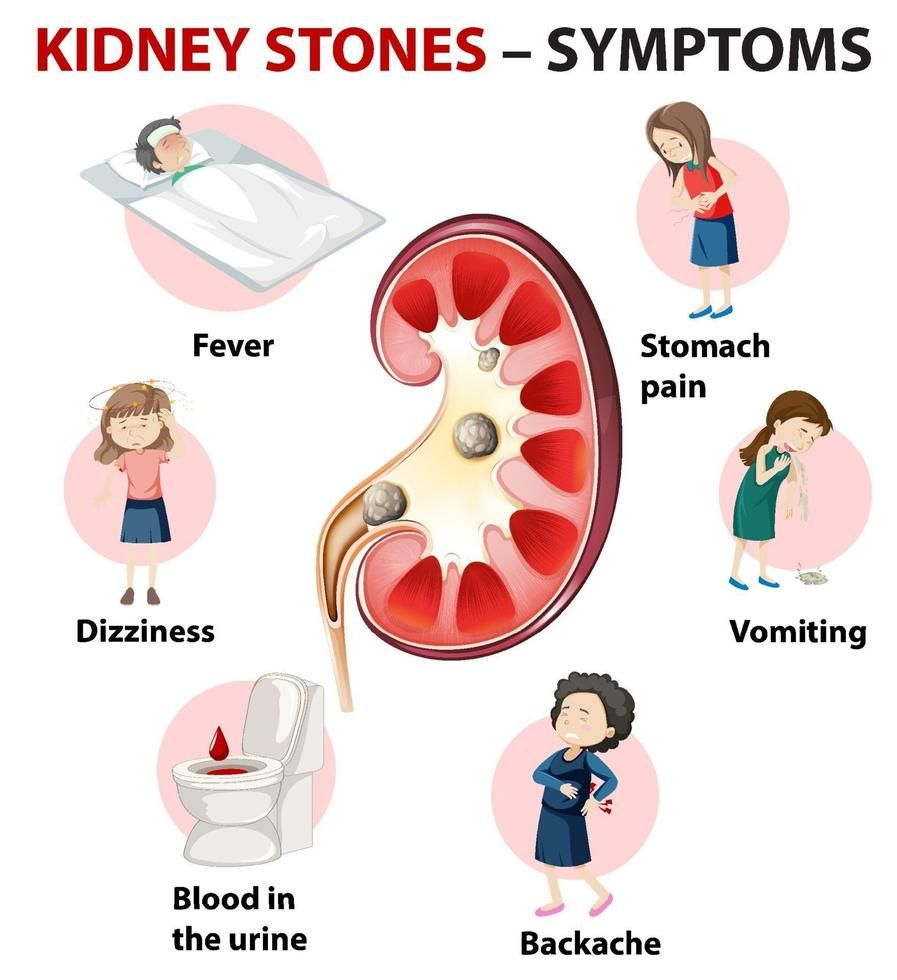 KIDNEY STONES – SYMPTOMS
Fever
Stomach
pain
Dizziness
Vomiting
Blood in
the urine
Backache